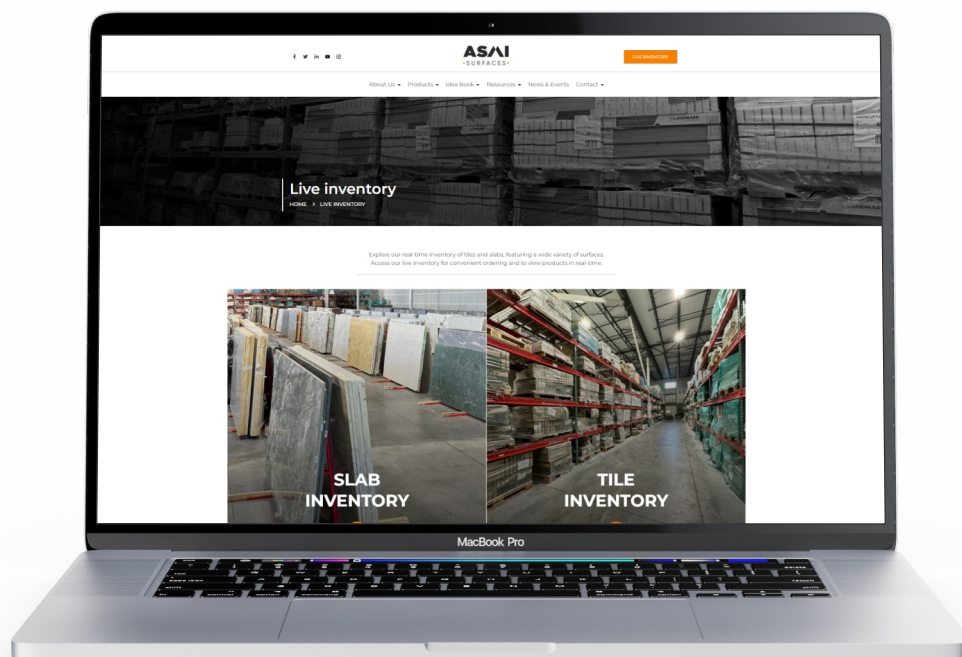 ASMI
SURFACES
LIVE INVENTORY
About Us
Products
Idea Book
Resources
News & Events
Contact
Live inventory
HOME > LIVE INVENTORY
Explore our real-time inventory of tiles and slabs, featuring a wide variety of surfaces.
Access our live inventory for convenient ordering and to view products in real-time.
SLAB
INVENTORY
TILE
INVENTORY
MacBook Pro